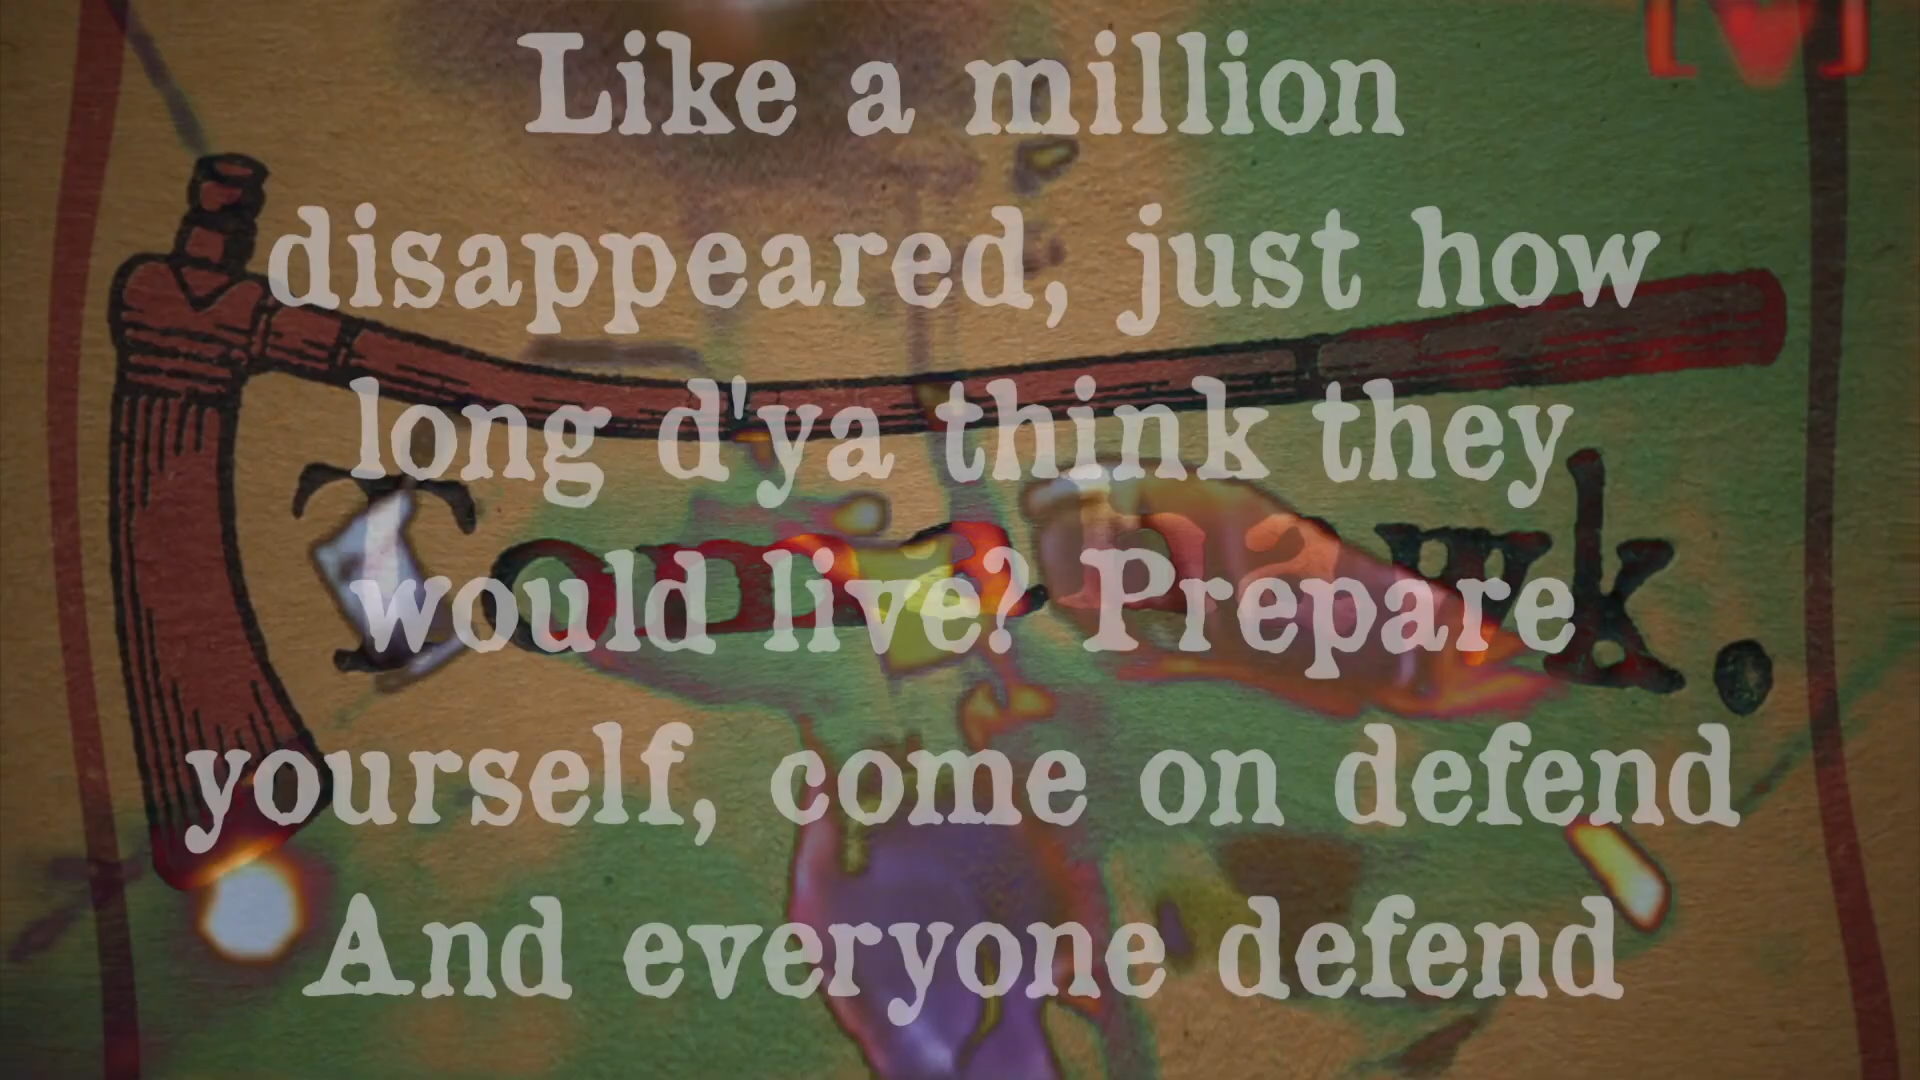 Like a million
disappeared, just how
long d'ya think they
would live? Prepare
yourself, come on defend
And everyone defend
Tomahawk.